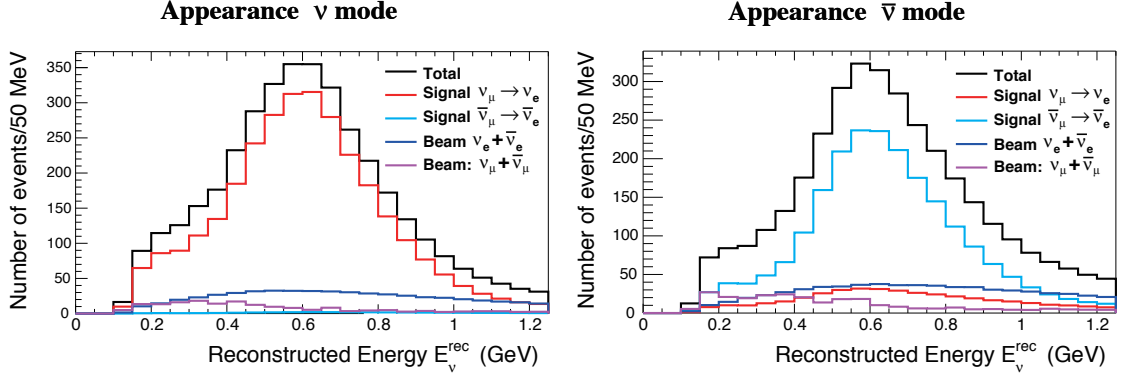 Appearance ν mode
Number of events/50 MeV
350
300
250
200
150
100
50
0
Total
Signal νμ → νe
Signal ν̄μ → ν̄e
Beam νe + ν̄e
Beam: νμ + ν̄μ
0 0.2 0.4 0.6 0.8 1 1.2
Reconstructed Energy Eν^rec (GeV)
Appearance ν̄ mode
Number of events/50 MeV
300
250
200
150
100
50
0
Total
Signal νμ → νe
Signal ν̄μ → ν̄e
Beam νe + ν̄e
Beam: νμ + ν̄μ
0 0.2 0.4 0.6 0.8 1 1.2
Reconstructed Energy Eν^rec (GeV)